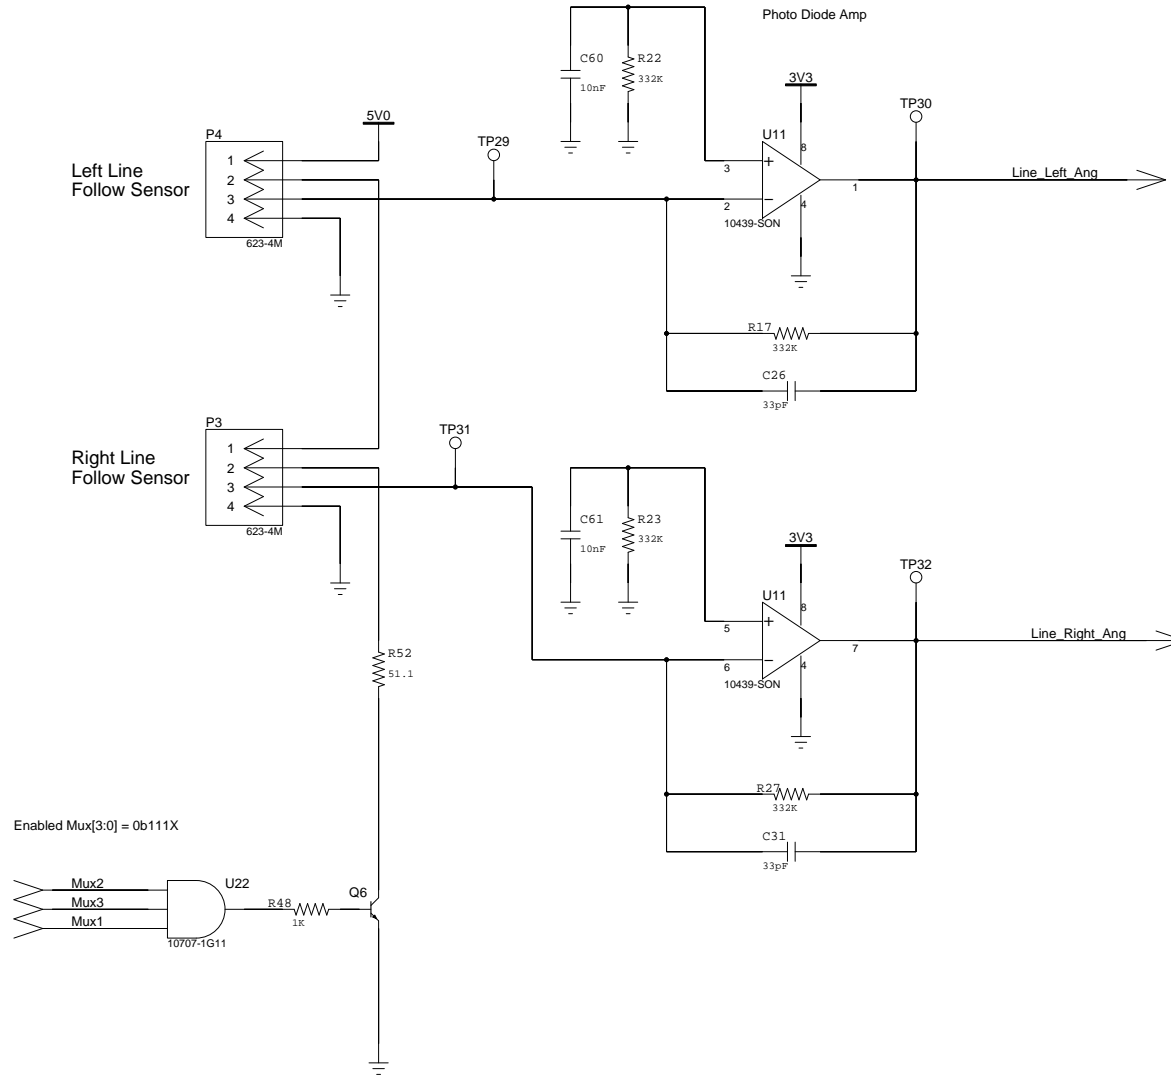 Photo Diode Amp
C60
10nF
R22
332K
3V3
TP30
5V0
P4
TP29
U11
8
Left Line
Follow Sensor
1
2
3
4
623-4M
3
+
2
−
1
4
10439-SON
Line_Left_Ang
R17
332K
C26
33pF
P3
TP31
Right Line
Follow Sensor
1
2
3
4
623-4M
C61
10nF
R23
332K
3V3
TP32
U11
8
5
+
6
−
7
4
10439-SON
Line_Right_Ang
R52
51.1
R27
332K
C31
33pF
Enabled Mux[3:0] = 0b111X
Mux2
Mux3
Mux1
U22
10707-1G11
R48
1K
Q6